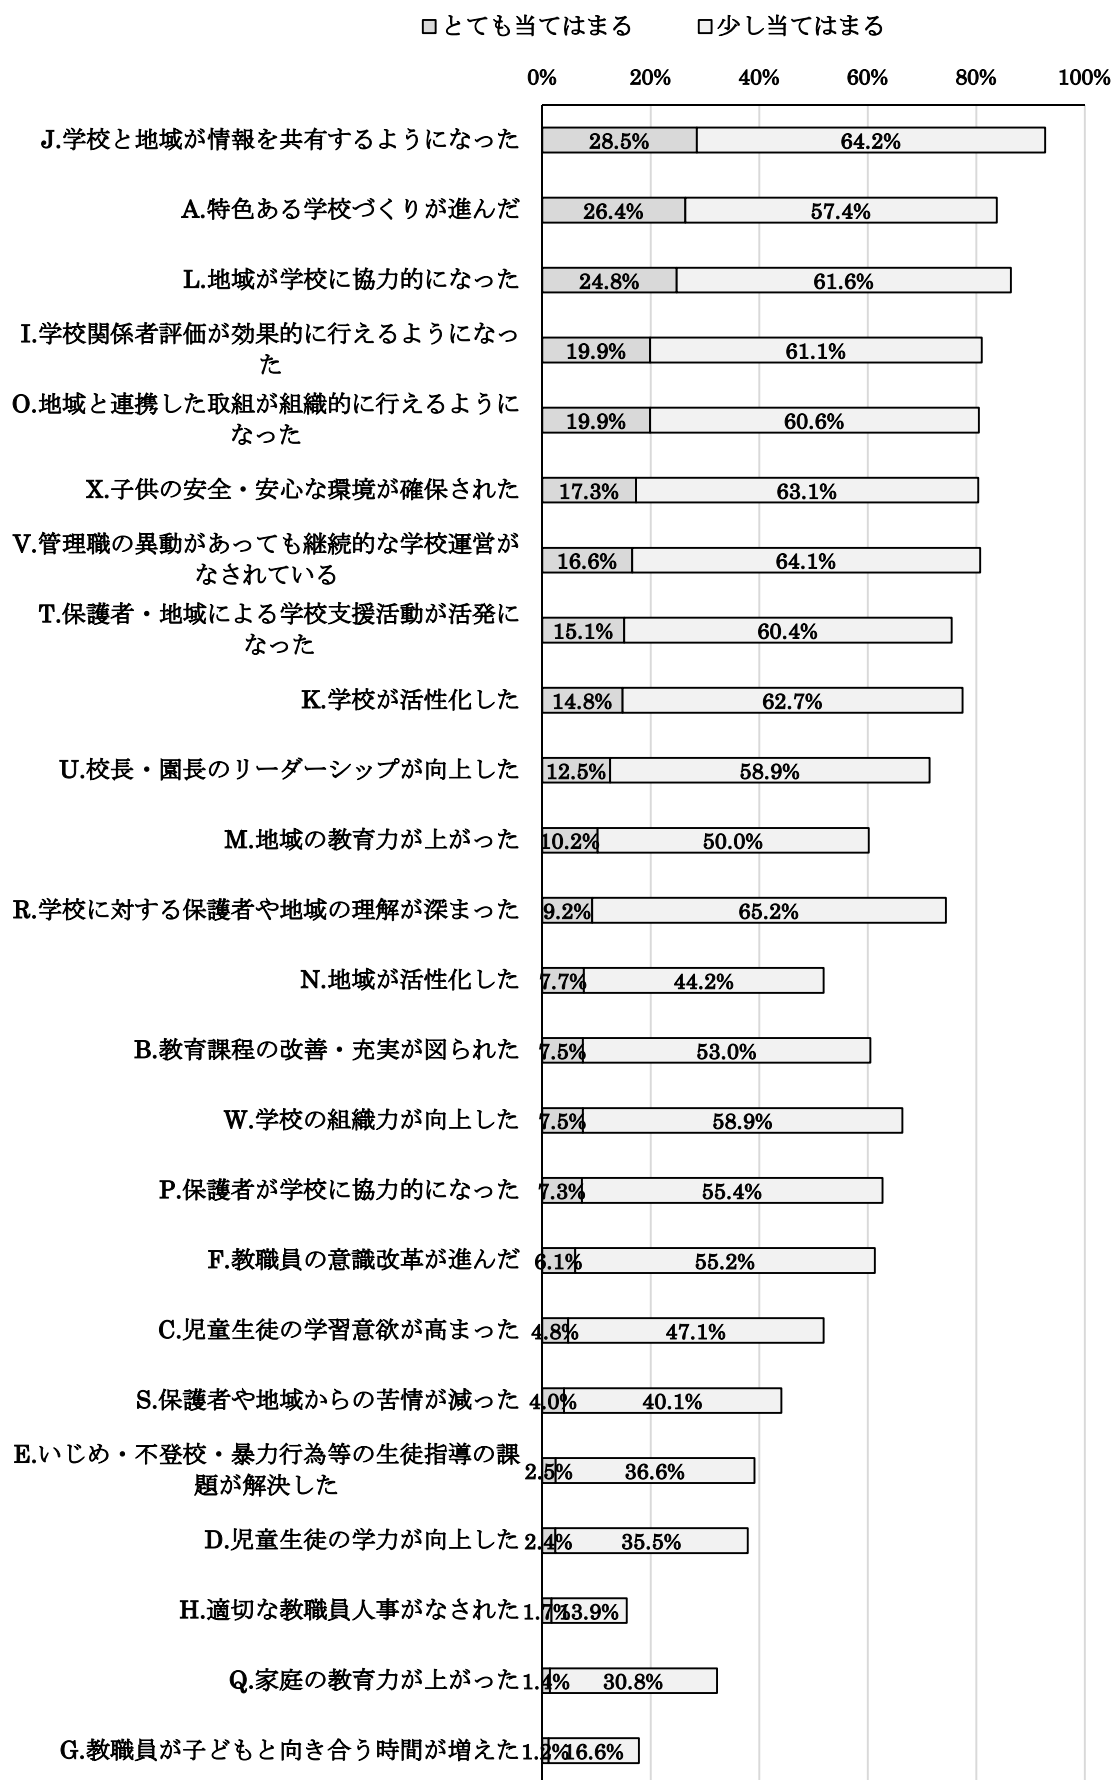 □とても当てはまる □少し当てはまる
0% 20% 40% 60% 80% 100%
J.学校と地域が情報を共有するようになった 28.5% 64.2%
A.特色ある学校づくりが進んだ 26.4% 57.4%
L.地域が学校に協力的になった 24.8% 61.6%
I.学校関係者評価が効果的に行えるようになっ
た 19.9% 61.1%
O.地域と連携した取組が組織的に行えるように
なった 19.9% 60.6%
X.子供の安全・安心な環境が確保された 17.3% 63.1%
V.管理職の異動があっても継続的な学校運営が
なされている 16.6% 64.1%
T.保護者・地域による学校支援活動が活発に
なった 15.1% 60.4%
K.学校が活性化した 14.8% 62.7%
U.校長・園長のリーダーシップが向上した 12.5% 58.9%
M.地域の教育力が上がった 10.2% 50.0%
R.学校に対する保護者や地域の理解が深まった 9.2% 65.2%
N.地域が活性化した 7.7% 44.2%
B.教育課程の改善・充実が図られた 7.5% 53.0%
W.学校の組織力が向上した 7.5% 58.9%
P.保護者が学校に協力的になった 7.3% 55.4%
F.教職員の意識改革が進んだ 6.1% 55.2%
C.児童生徒の学習意欲が高まった 4.8% 47.1%
S.保護者や地域からの苦情が減った 4.0% 40.1%
E.いじめ・不登校・暴力行為等の生徒指導の課
題が解決した 2.5% 36.6%
D.児童生徒の学力が向上した 2.4% 35.5%
H.適切な教職員人事がなされた 1.7% 13.9%
Q.家庭の教育力が上がった 1.4% 30.8%
G.教職員が子どもと向き合う時間が増えた 1.2% 16.6%